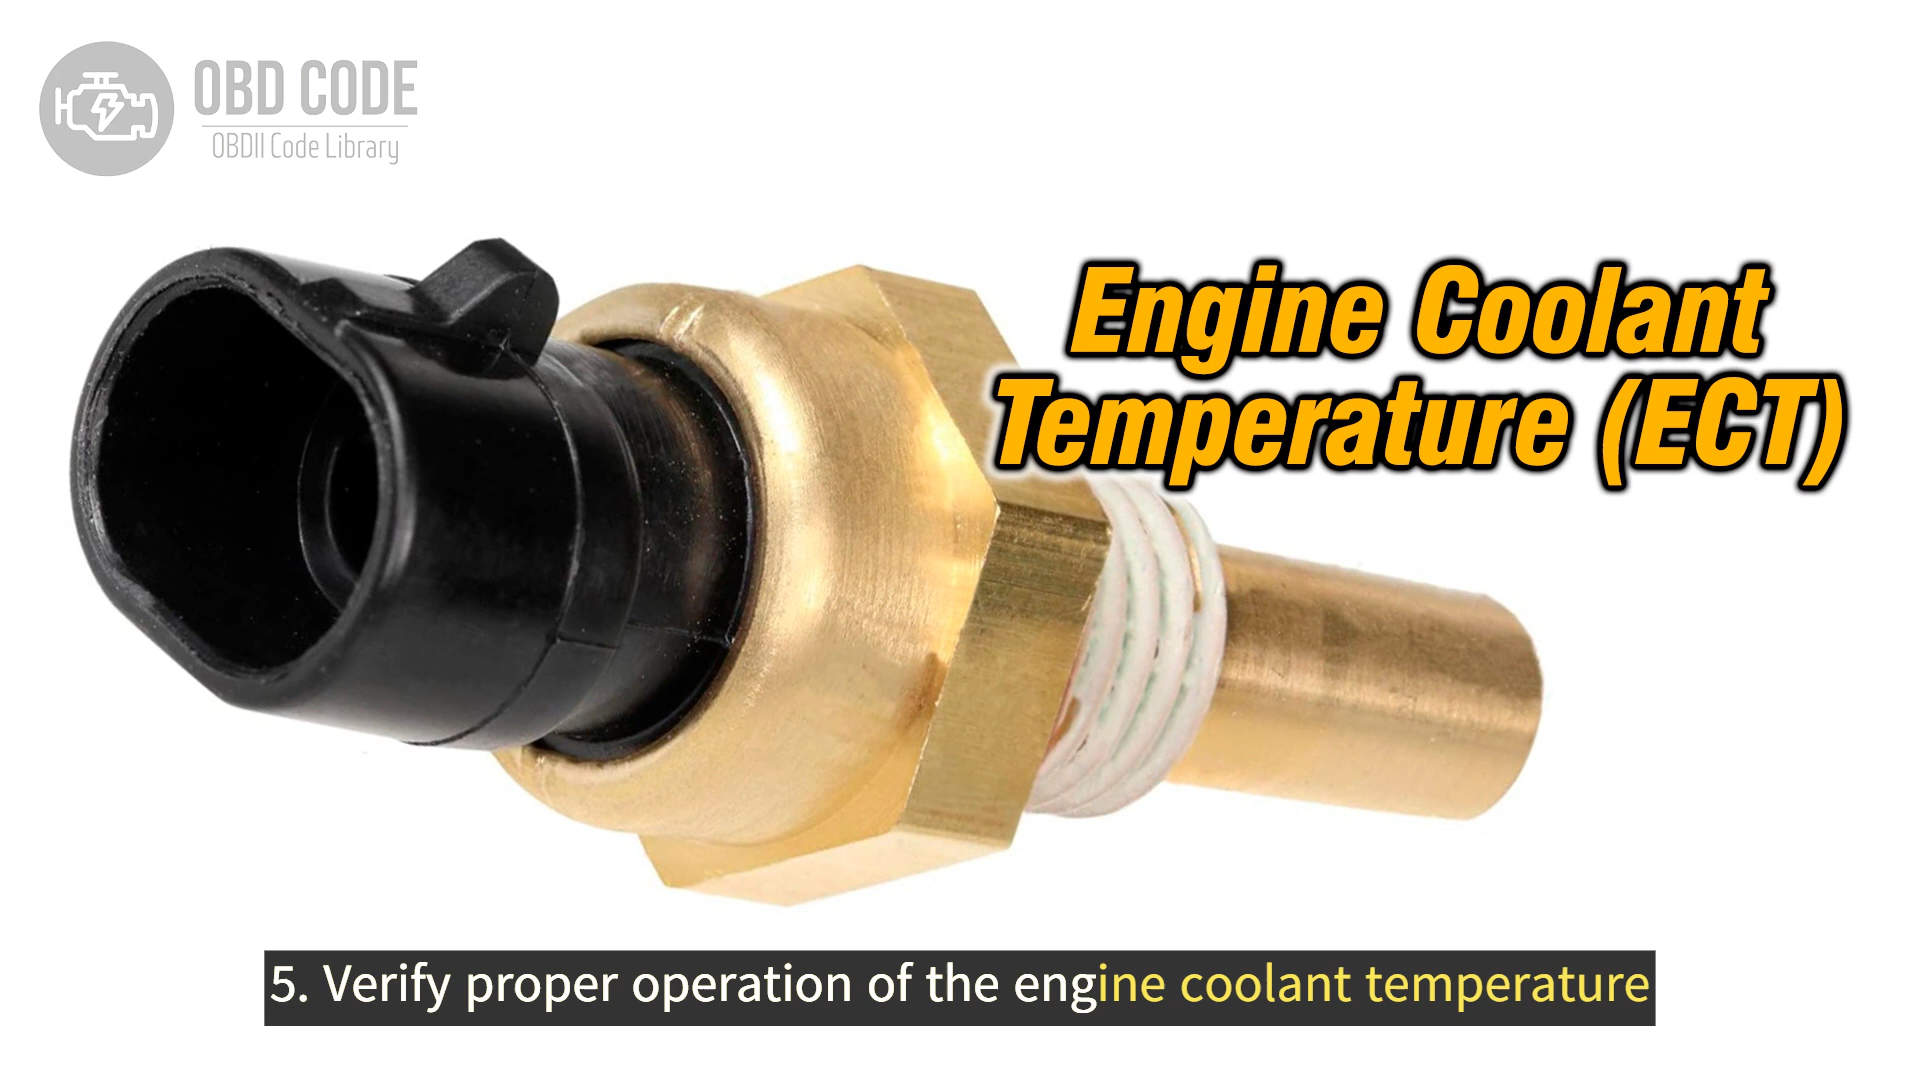 OBD CODE
OBDII Code Library
Engine Coolant
Temperature (ECT)
5. Verify proper operation of the engine coolant temperature